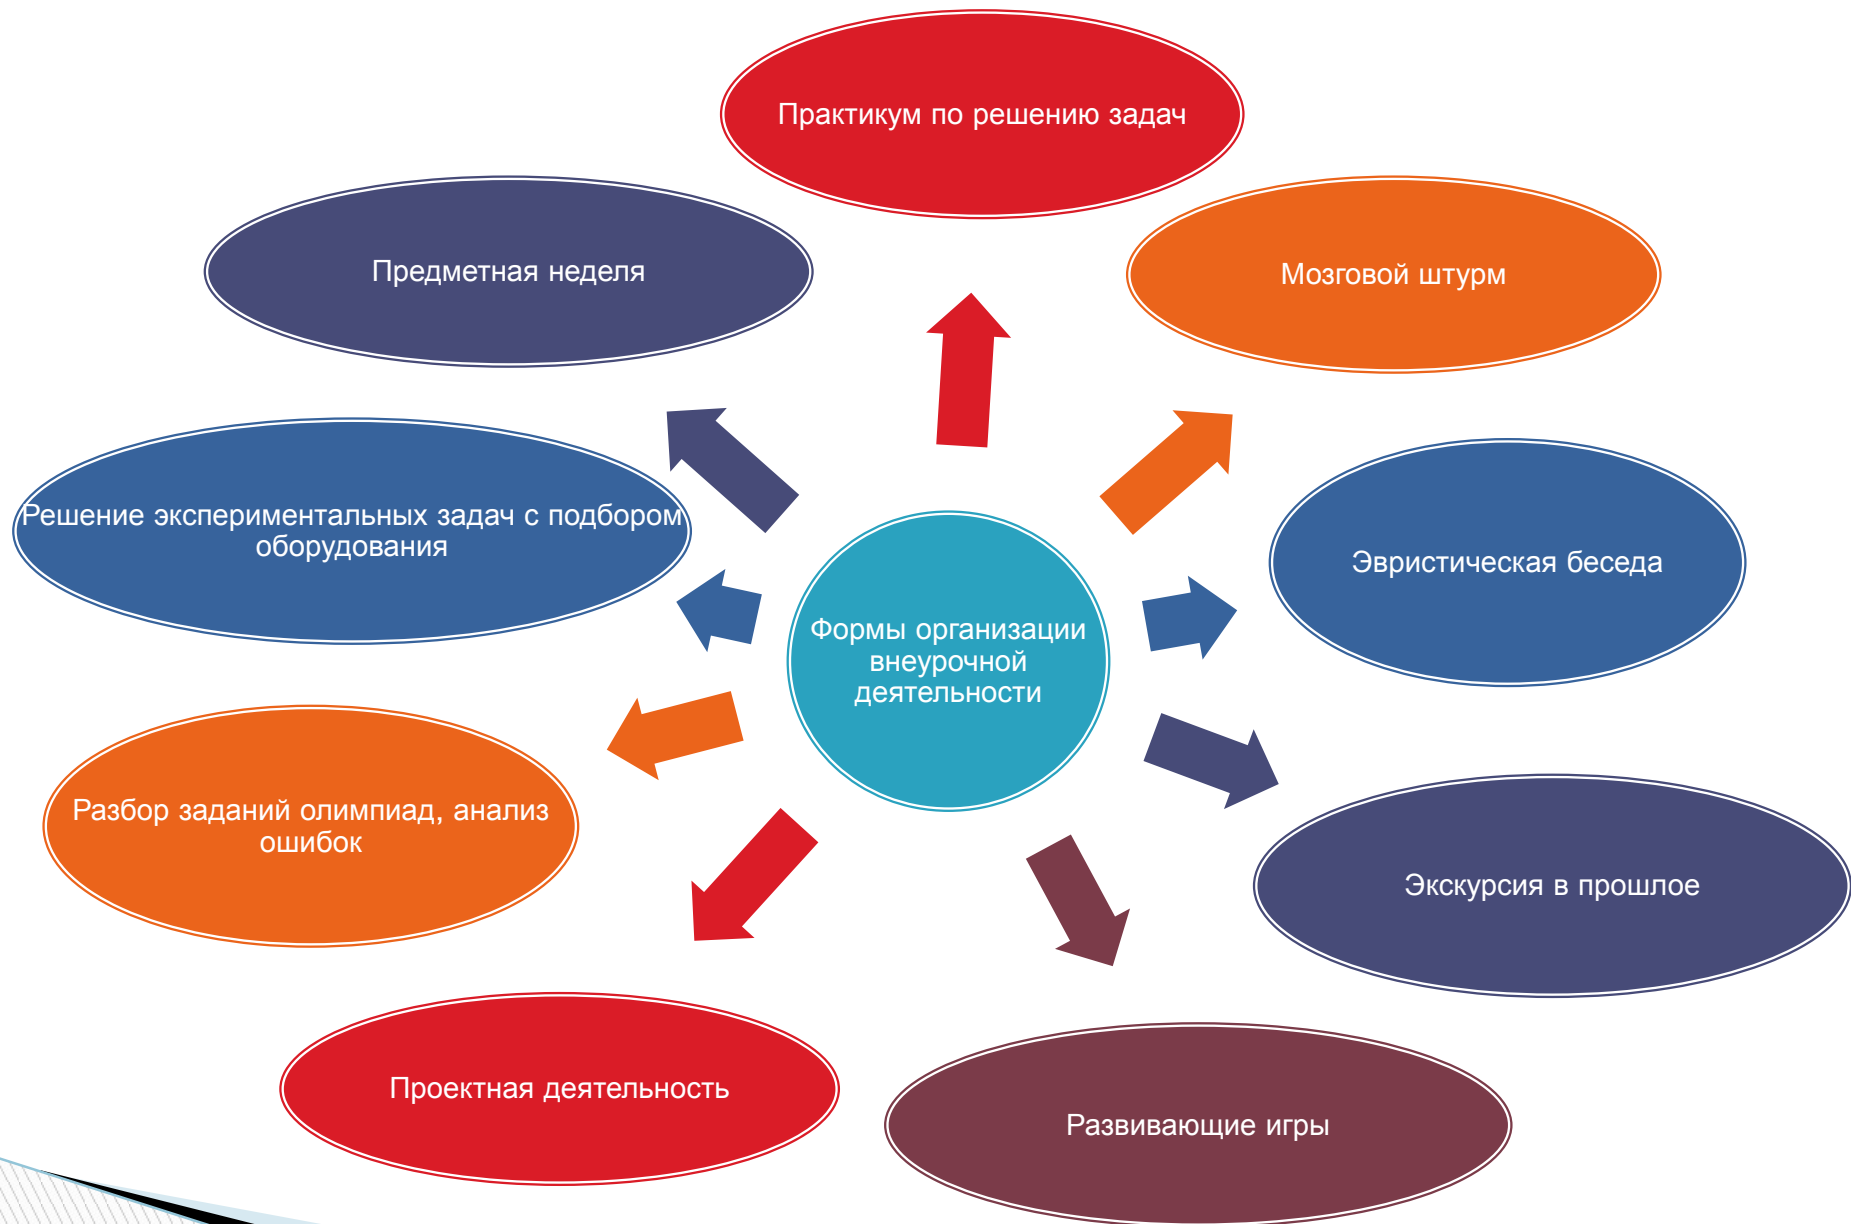 Практикум по решению задач
Предметная неделя
Мозговой штурм
Решение экспериментальных задач с подбором
оборудования
Эвристическая беседа
Формы организации
внеурочной
деятельности
Разбор заданий олимпиад, анализ
ошибок
Экскурсия в прошлое
Проектная деятельность
Развивающие игры